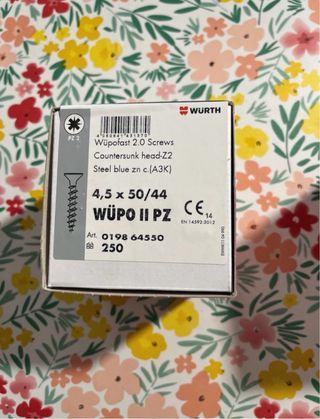 WÜRTH
PZ 2
Wüpofast 2.0 Screws
Countersunk head-Z2
Steel blue zn c.(A3K)
4,5 x 50/44
WÜPO II PZ
CE 14
EN 14592:2012
Art. 0198 64550
250